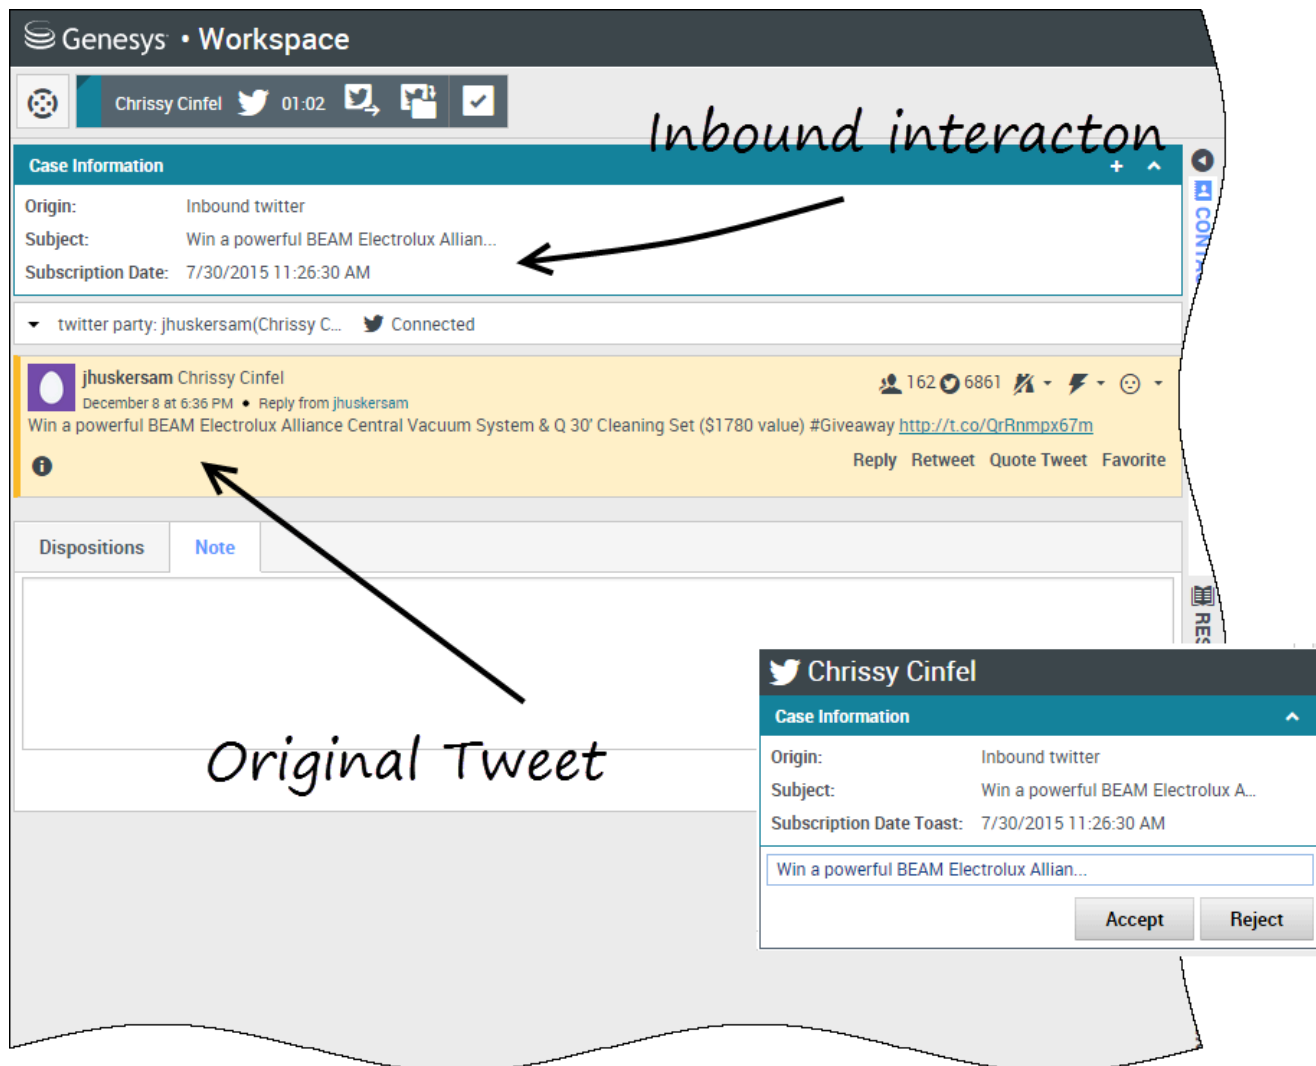 Genesys • Workspace
Chrissy Cinfel 01:02
Inbound interacton
Case Information
Origin: Inbound twitter
Subject: Win a powerful BEAM Electrolux Allian...
Subscription Date: 7/30/2015 11:26:30 AM
twitter party: jhuskersam(Chrissy C... Connected
jhuskersam Chrissy Cinfel 162 6861
December 8 at 6:36 PM • Reply from jhuskersam
Win a powerful BEAM Electrolux Alliance Central Vacuum System & Q 30' Cleaning Set ($1780 value) #Giveaway http://t.co/QrRnmpx67m
Reply Retweet Quote Tweet Favorite
Dispositions Note
Original Tweet
CONTA
RES
Chrissy Cinfel
Case Information
Origin: Inbound twitter
Subject: Win a powerful BEAM Electrolux A...
Subscription Date Toast: 7/30/2015 11:26:30 AM
Win a powerful BEAM Electrolux Allian...
Accept Reject